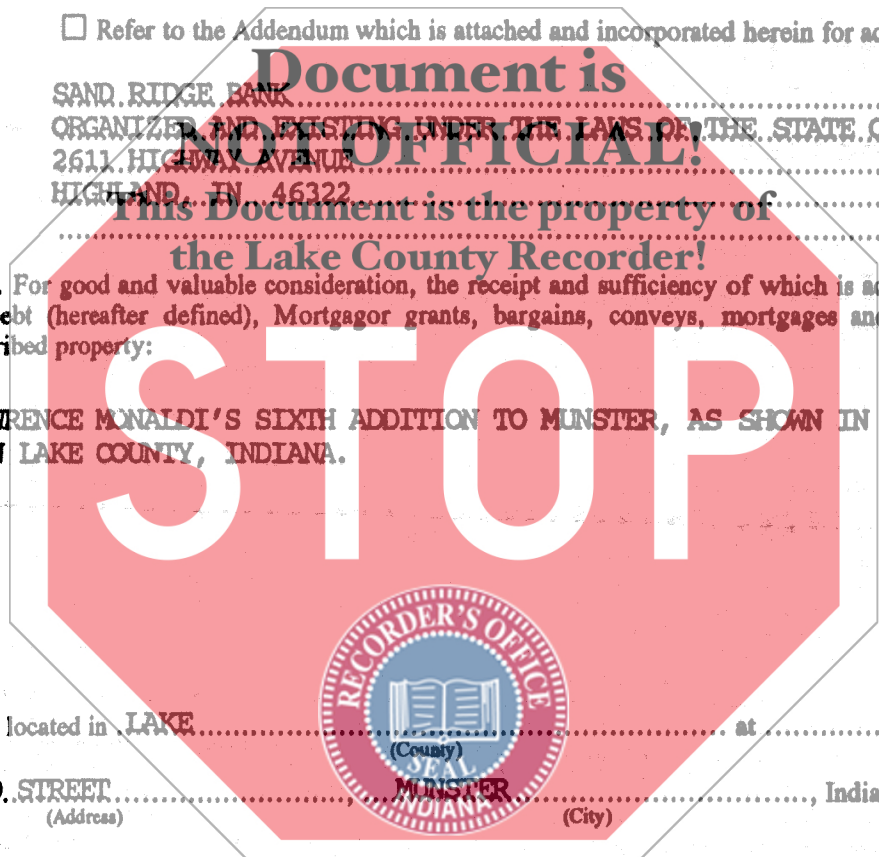 ☐ Refer to the Addendum which is attached and incorporated herein for
Document is
SAND RIDGE BANK
ORGANIZED AND EXISTING UNDER THE LAWS OF THE STATE
NOT OFFICIAL!
2611 HIGHWAY AVENUE
HIGHLAND, IN 46322
This Document is the property of
the Lake County Recorder!
For good and valuable consideration, the receipt and sufficiency of which is
(hereafter defined), Mortgagor grants, bargains, conveys, mortgages and
ribed property:
STOP
RENCE MONALDI'S SIXTH ADDITION TO MUNSTER, AS SHOWN IN
LAKE COUNTY, INDIANA.
RECORDER'S OFFICE
located in LAKE at
(County)
SEAL
STREET, MUNSTER, India
INDIANA
(Address) (City)